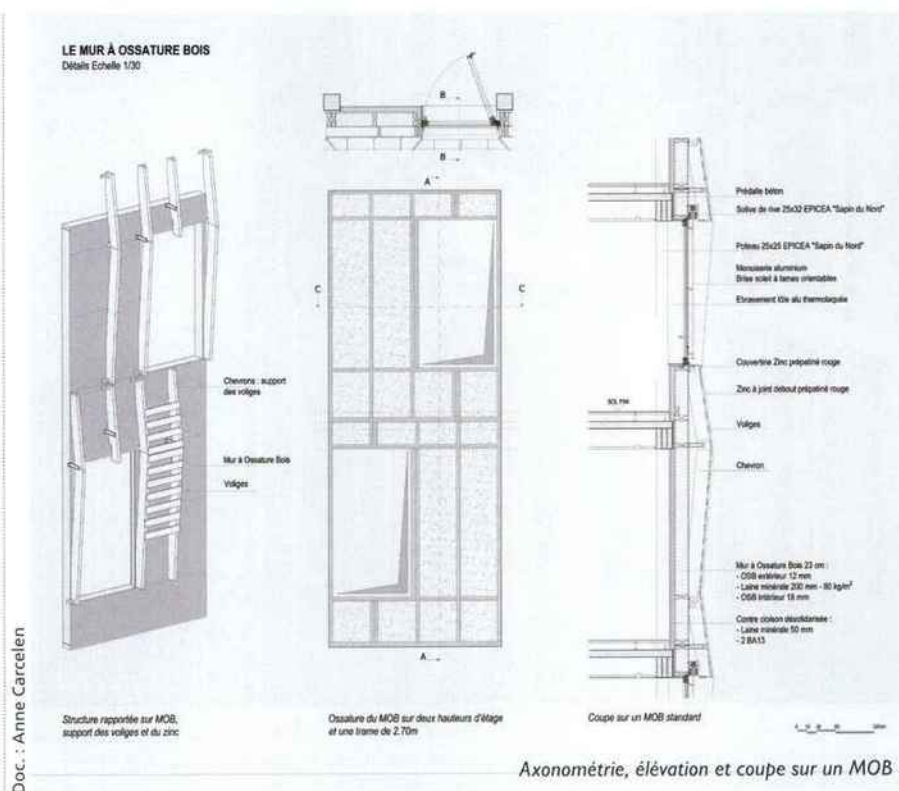 LE MUR À OSSATURE BOIS
Détails Echelle 1/30
B
B
A
C
C
A
Chevrons : support
des voliges
Mur à Ossature Bois
Voliges
SOL FINI
Prédalle béton
Solive de rive 25x32 EPICEA "Sapin du Nord"
Poteau 25x25 EPICEA "Sapin du Nord"
Menuiserie aluminium
Brise soleil à lames orientables
Ebrasement tôle alu thermolaquée
Couvertine Zinc prépatiné rouge
Zinc à joint debout prépatiné rouge
Voliges
Chevron
Mur à Ossature Bois 23 cm :
- OSB extérieur 12 mm
- Laine minérale 200 mm - 80 kg/m²
- OSB intérieur 18 mm
Contre cloison désolidarisée :
- Laine minérale 50 mm
- 2 BA13
Structure rapportée sur MOB,
support des voliges et du zinc
Ossature du MOB sur deux hauteurs d'étage
et une trame de 2.70m
Coupe sur un MOB standard
Axonométrie, élévation et coupe sur un MOB
Doc. : Anne Carcelen